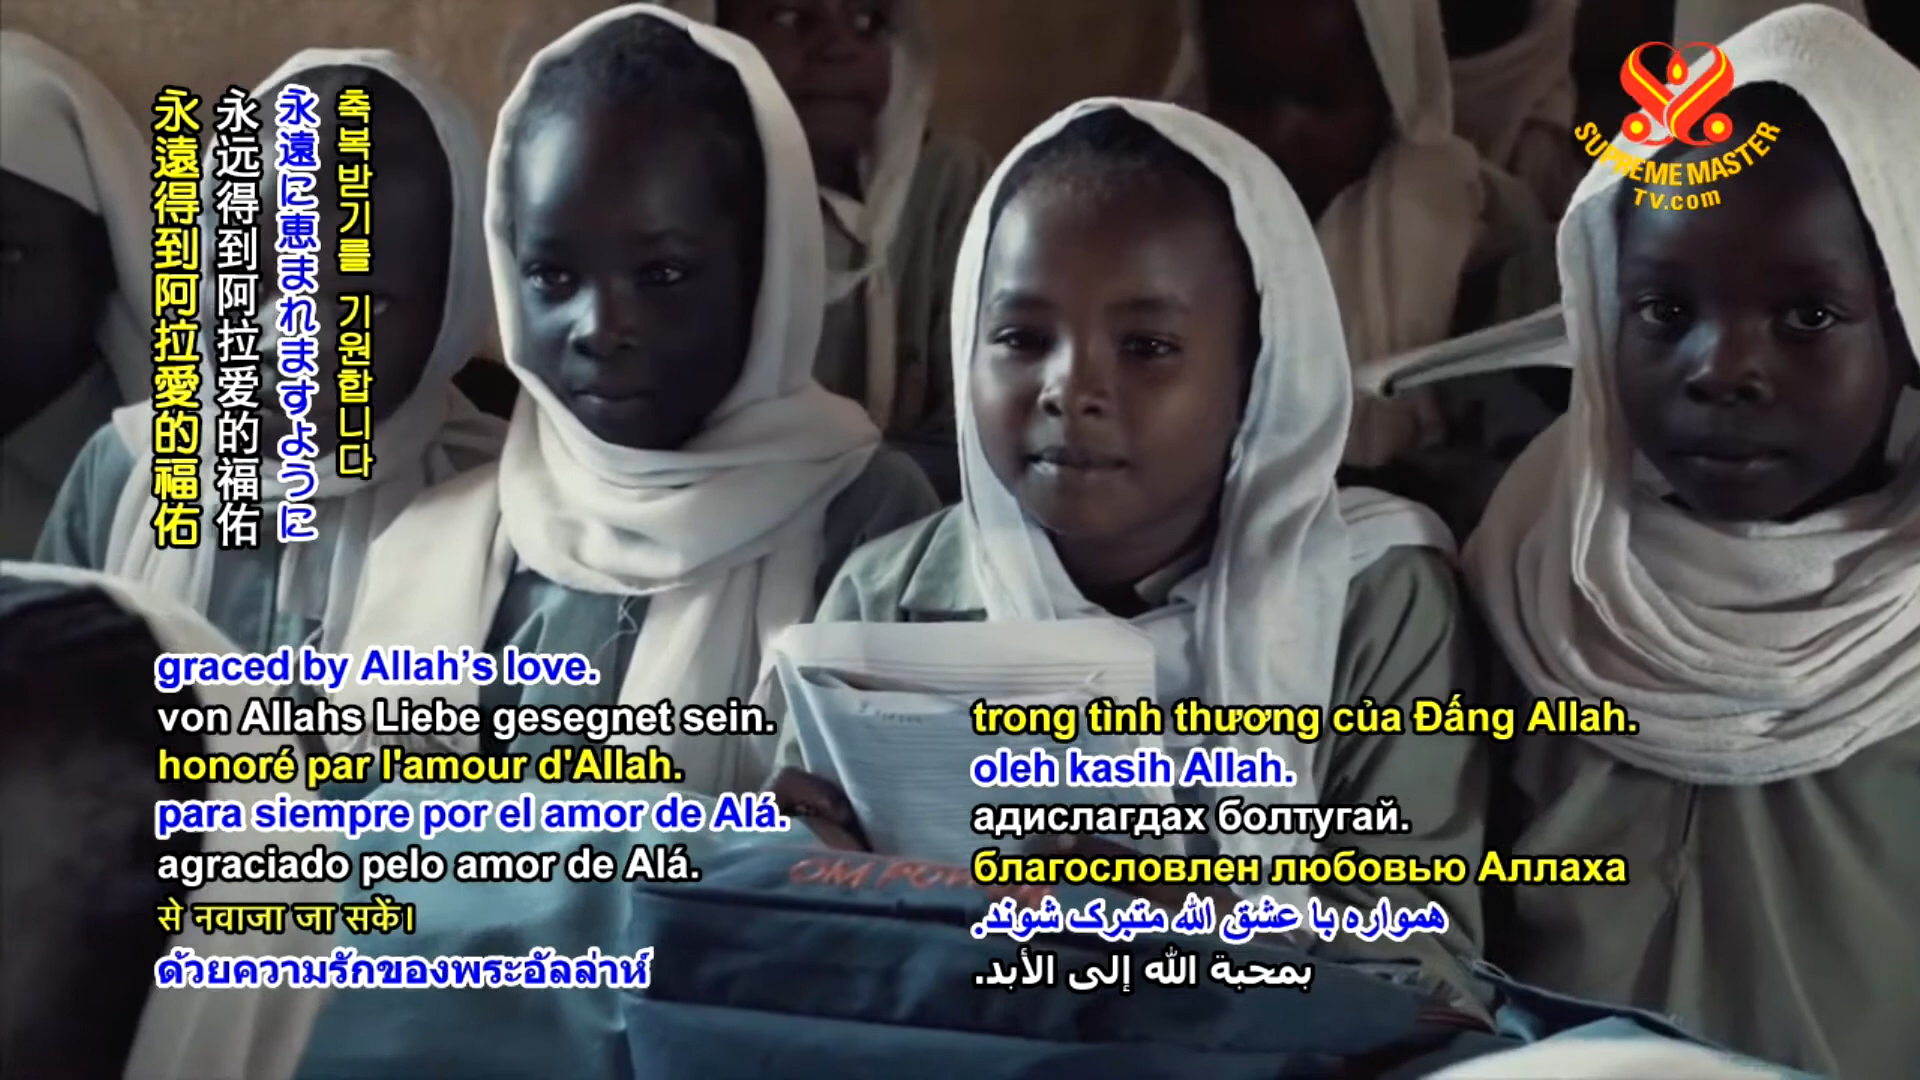 永遠得到阿拉愛的福佑
永远得到阿拉爱的福佑
永遠に恵まれますように
축복받기를 기원합니다
SUPREME MASTER
TV.com
graced by Allah’s love.
von Allahs Liebe gesegnet sein.
honoré par l'amour d'Allah.
para siempre por el amor de Alá.
agraciado pelo amor de Alá.
से नवाजा जा सकें।
ด้วยความรักของพระอัลล่าห์
trong tình thương của Đấng Allah.
oleh kasih Allah.
адислагдах болтугай.
благословлен любовью Аллаха
همواره با عشق الله متبرک شوند.
بمحبة الله إلى الأبد.
OM